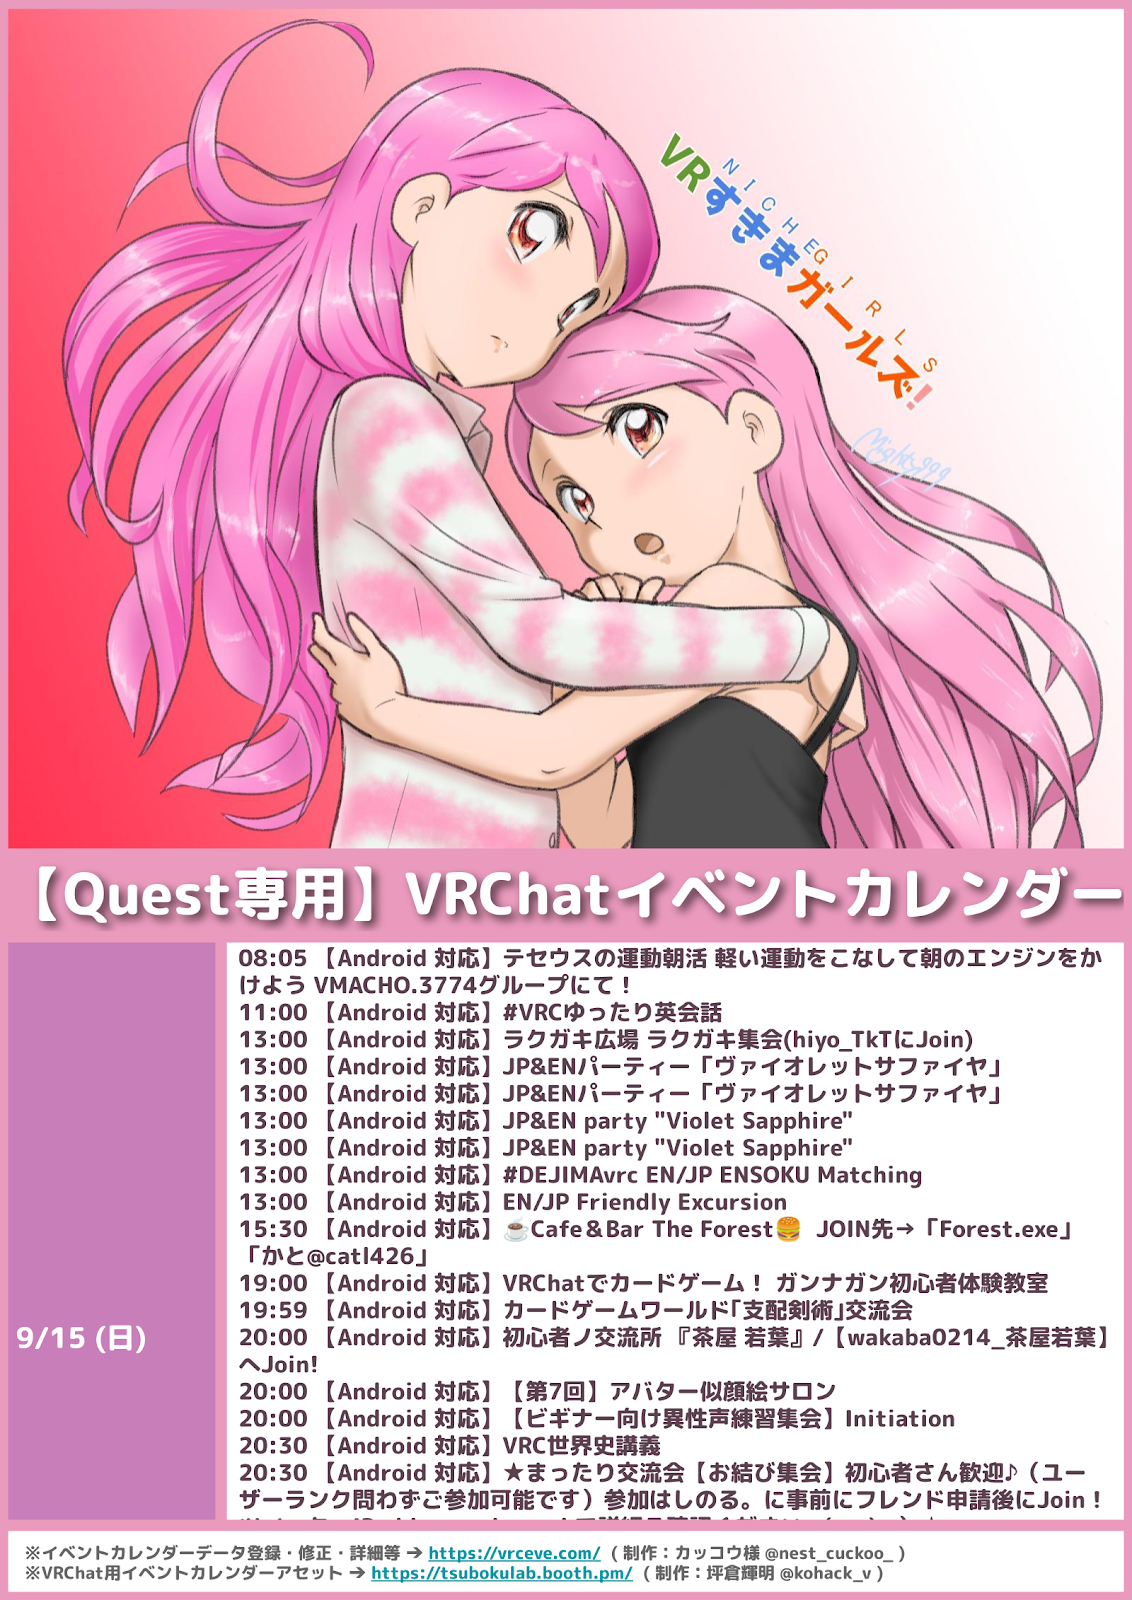 VRすきまガールズ!
NICHE GIRLS
Mighty999
【Quest専用】VRChatイベントカレンダー
9/15 (日)
08:05 【Android 対応】テセウスの運動朝活 軽い運動をこなして朝のエンジンをか
けよう VMACHO.3774グループにて！
11:00 【Android 対応】#VRCゆったり英会話
13:00 【Android 対応】ラクガキ広場 ラクガキ集会(hiyo_TkTにJoin)
13:00 【Android 対応】JP&ENパーティー「ヴァイオレットサファイヤ」
13:00 【Android 対応】JP&ENパーティー「ヴァイオレットサファイヤ」
13:00 【Android 対応】JP&EN party "Violet Sapphire"
13:00 【Android 対応】JP&EN party "Violet Sapphire"
13:00 【Android 対応】#DEJIMAvrc EN/JP ENSOKU Matching
13:00 【Android 対応】EN/JP Friendly Excursion
15:30 【Android 対応】☕Cafe＆Bar The Forest🍔 JOIN先→「Forest.exe」
「かと@catl426」
19:00 【Android 対応】VRChatでカードゲーム！ ガンナガン初心者体験教室
19:59 【Android 対応】カードゲームワールド｢支配剣術｣交流会
20:00 【Android 対応】初心者ノ交流所 『茶屋 若葉』/【wakaba0214_茶屋若葉】
へJoin!
20:00 【Android 対応】【第7回】アバター似顔絵サロン
20:00 【Android 対応】【ビギナー向け異性声練習集会】Initiation
20:30 【Android 対応】VRC世界史講義
20:30 【Android 対応】★まったり交流会【お結び集会】初心者さん歓迎♪（ユー
ザーランク問わずご参加可能です）参加はしのる。に事前にフレンド申請後にJoin！
※イベントカレンダーデータ登録・修正・詳細等 → https://vrceve.com/ ( 制作：カッコウ様 @nest_cuckoo_ )
※VRChat用イベントカレンダーアセット → https://tsubokulab.booth.pm/ ( 制作：坪倉輝明 @kohack_v )